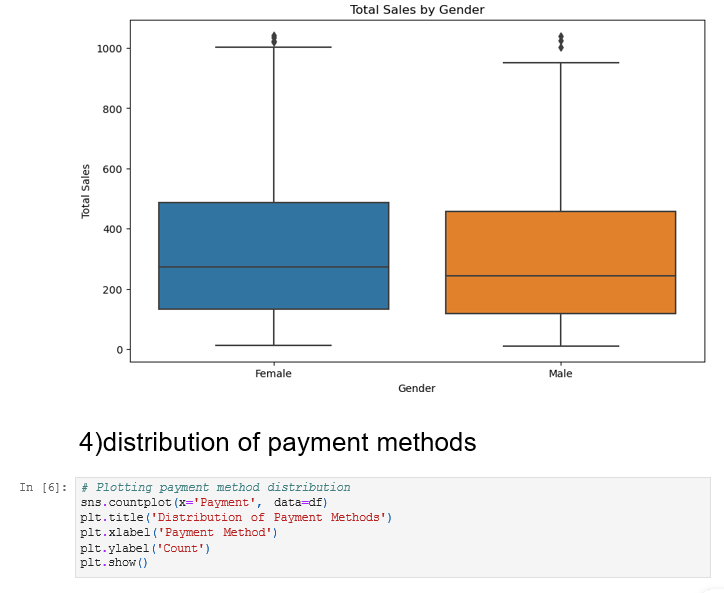 Total Sales by Gender
1000
800
600
400
200
0
Total Sales
Female Male
Gender
4)distribution of payment methods
In [6]:
# Plotting payment method distribution
sns.countplot(x='Payment', data=df)
plt.title('Distribution of Payment Methods')
plt.xlabel('Payment Method')
plt.ylabel('Count')
plt.show()